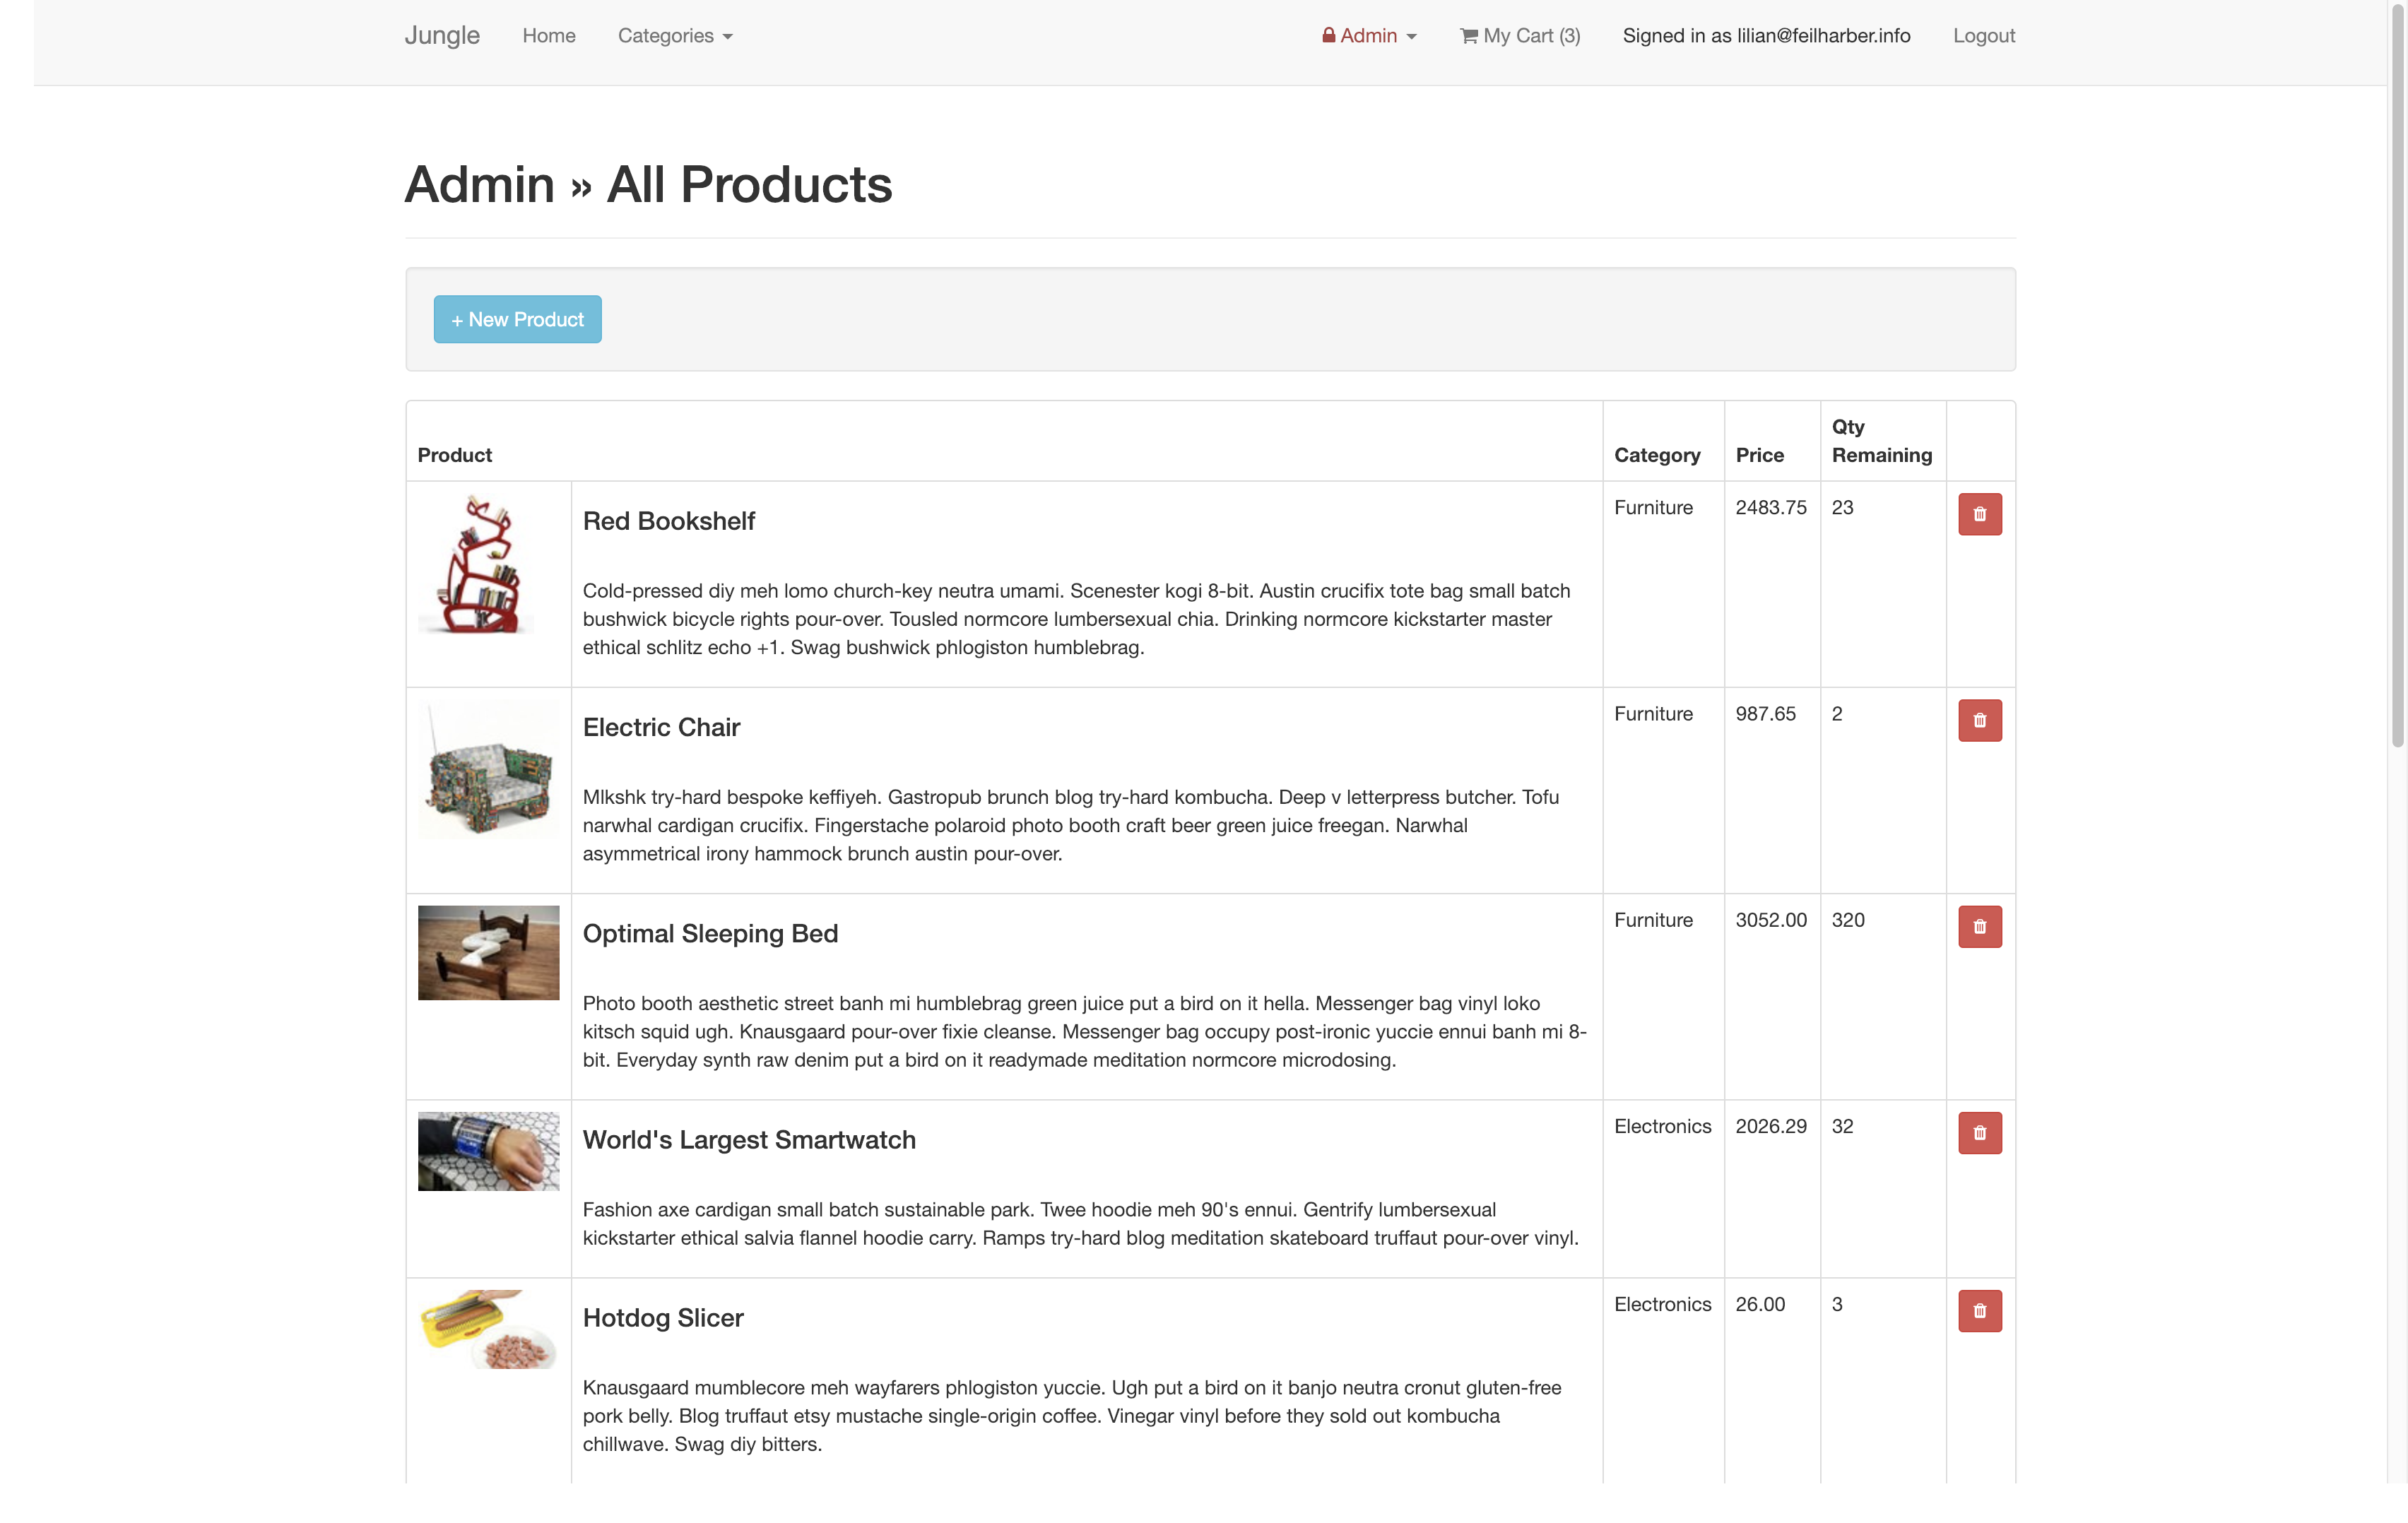 Jungle Home Categories Admin My Cart (3) Signed in as lilian@feilharber.info Logout
Admin » All Products
+ New Product
Product Category Price Qty Remaining
Red Bookshelf Furniture 2483.75 23
Cold-pressed diy meh lomo church-key neutra umami. Scenester kogi 8-bit. Austin crucifix tote bag small batch
bushwick bicycle rights pour-over. Tousled normcore lumbersexual chia. Drinking normcore kickstarter master
ethical schlitz echo +1. Swag bushwick phlogiston humblebrag.
Electric Chair Furniture 987.65 2
Mlkshk try-hard bespoke keffiyeh. Gastropub brunch blog try-hard kombucha. Deep v letterpress butcher. Tofu
narwhal cardigan crucifix. Fingerstache polaroid photo booth craft beer green juice freegan. Narwhal
asymmetrical irony hammock brunch austin pour-over.
Optimal Sleeping Bed Furniture 3052.00 320
Photo booth aesthetic street banh mi humblebrag green juice put a bird on it hella. Messenger bag vinyl loko
kitsch squid ugh. Knausgaard pour-over fixie cleanse. Messenger bag occupy post-ironic yuccie ennui banh mi 8-
bit. Everyday synth raw denim put a bird on it readymade meditation normcore microdosing.
World's Largest Smartwatch Electronics 2026.29 32
Fashion axe cardigan small batch sustainable park. Twee hoodie meh 90's ennui. Gentrify lumbersexual
kickstarter ethical salvia flannel hoodie carry. Ramps try-hard blog meditation skateboard truffaut pour-over vinyl.
Hotdog Slicer Electronics 26.00 3
Knausgaard mumblecore meh wayfarers phlogiston yuccie. Ugh put a bird on it banjo neutra cronut gluten-free
pork belly. Blog truffaut etsy mustache single-origin coffee. Vinegar vinyl before they sold out kombucha
chillwave. Swag diy bitters.